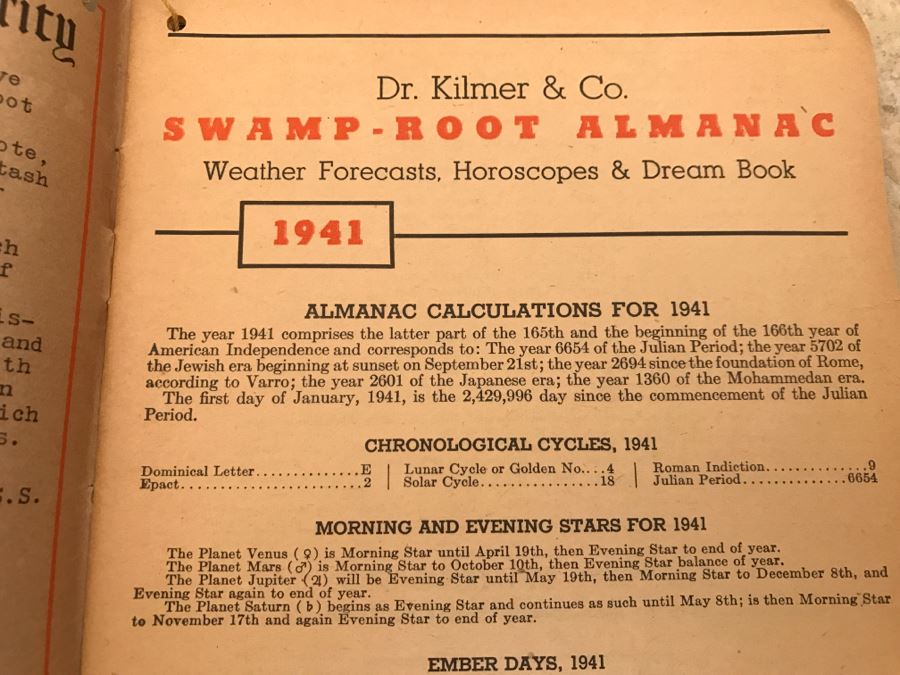 rity
ve
oot
ote,
tash
ch
f
is-
and
th
n
ich
s.
.S.
Dr. Kilmer & Co.
SWAMP-ROOT ALMANAC
Weather Forecasts, Horoscopes & Dream Book
1941
ALMANAC CALCULATIONS FOR 1941
The year 1941 comprises the latter part of the 165th and the beginning of the 166th year of
American Independence and corresponds to: The year 6654 of the Julian Period; the year 5702 of
the Jewish era beginning at sunset on September 21st; the year 2694 since the foundation of Rome,
according to Varro; the year 2601 of the Japanese era; the year 1360 of the Mohammedan era.
The first day of January, 1941, is the 2,429,996 day since the commencement of the Julian
Period.
CHRONOLOGICAL CYCLES, 1941
Dominical Letter..............E | Lunar Cycle or Golden No....4 | Roman Indiction..............9
Epact........................2 | Solar Cycle................18 | Julian Period..............6654
MORNING AND EVENING STARS FOR 1941
The Planet Venus (♀) is Morning Star until April 19th, then Evening Star to end of year.
The Planet Mars (♂) is Morning Star to October 10th, then Evening Star balance of year.
The Planet Jupiter (♃) will be Evening Star until May 19th, then Morning Star to December 8th, and
Evening Star again to end of year.
The Planet Saturn (♄) begins as Evening Star and continues as such until May 8th; is then Morning Star
to November 17th and again Evening Star to end of year.
EMBER DAYS, 1941